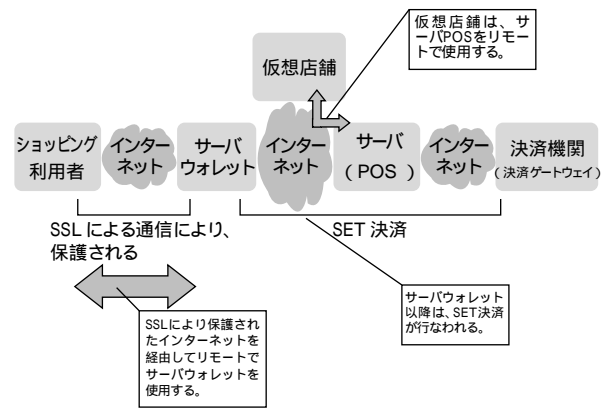 仮想店舗は、サ
ーバPOSをリモー
トで使用する。
仮想店舗
ショッピング
利用者
インター
ネット
サーバ
ウォレット
インター
ネット
サーバ
(POS)
インター
ネット
決済機関
(決済ゲートウェイ)
SSLによる通信により、
保護される
SET 決済
SSLにより保護され
たインターネットを
経由してリモートで
サーバウォレットを
使用する。
サーバウォレット
以降は、SET決済
が行なわれる。